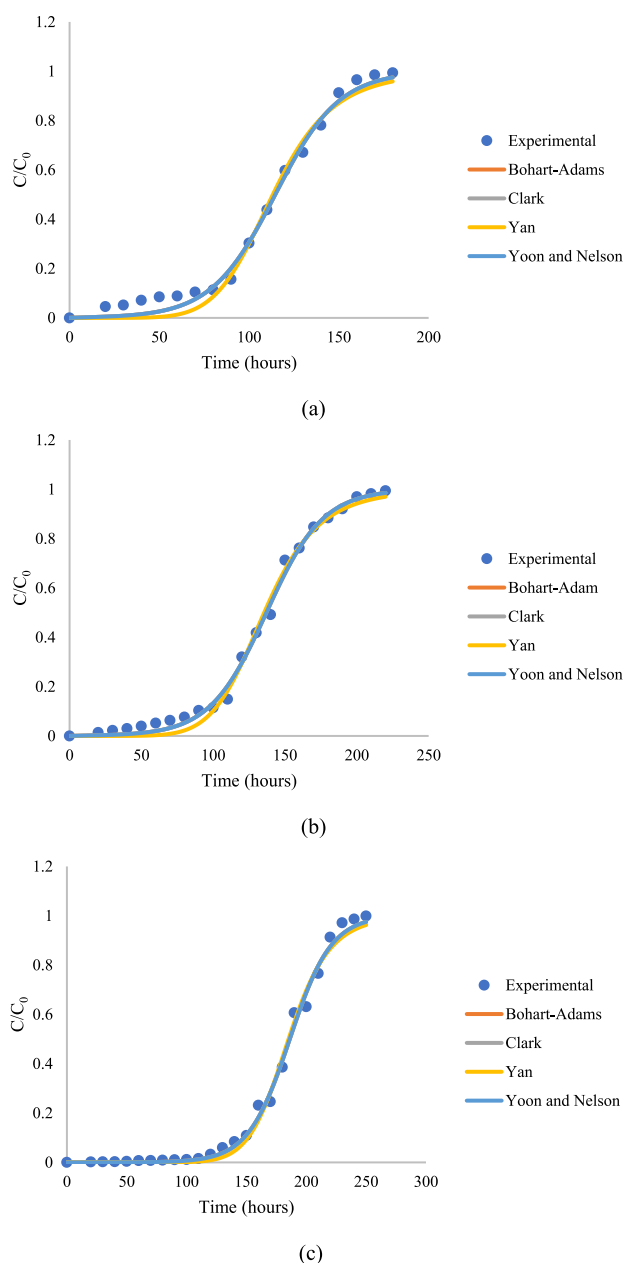 1.2
1
0.8
0.6
0.4
0.2
0
C/C0
0 50 100 150 200
Time (hours)
Experimental
Bohart-Adams
Clark
Yan
Yoon and Nelson
(a)
1.2
1
0.8
0.6
0.4
0.2
0
C/C0
0 50 100 150 200 250
Time (hours)
Experimental
Bohart-Adam
Clark
Yan
Yoon and Nelson
(b)
1.2
1
0.8
0.6
0.4
0.2
0
C/C0
0 50 100 150 200 250 300
Time (hours)
Experimental
Bohart-Adams
Clark
Yan
Yoon and Nelson
(c)